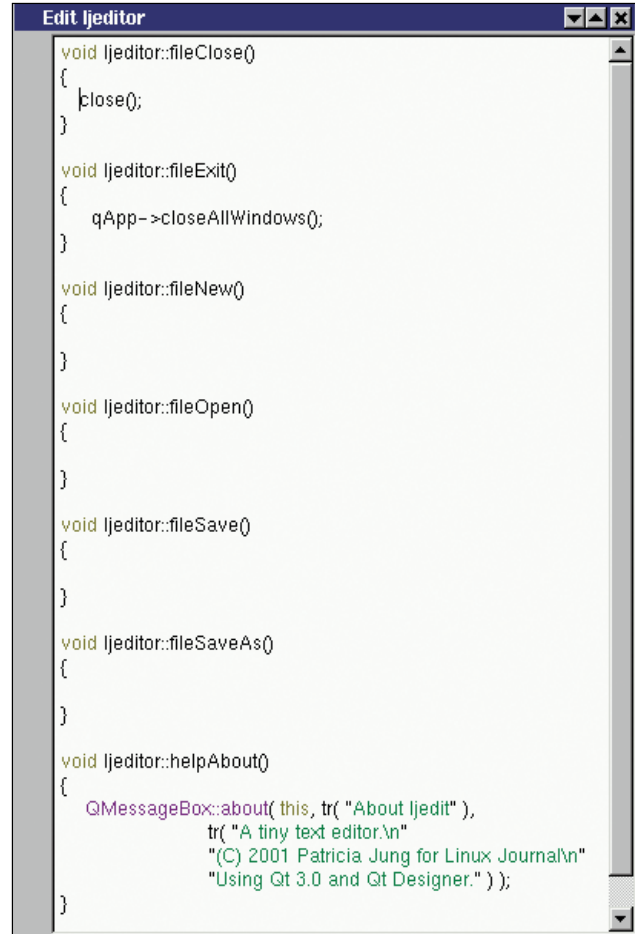 Edit ljeditor
void ljeditor::fileClose()
{
close();
}
void ljeditor::fileExit()
{
qApp->closeAllWindows();
}
void ljeditor::fileNew()
{
}
void ljeditor::fileOpen()
{
}
void ljeditor::fileSave()
{
}
void ljeditor::fileSaveAs()
{
}
void ljeditor::helpAbout()
{
QMessageBox::about( this, tr( "About ljedit" ),
tr( "A tiny text editor.\n"
"(C) 2001 Patricia Jung for Linux Journal\n"
"Using Qt 3.0 and Qt Designer." ) );
}